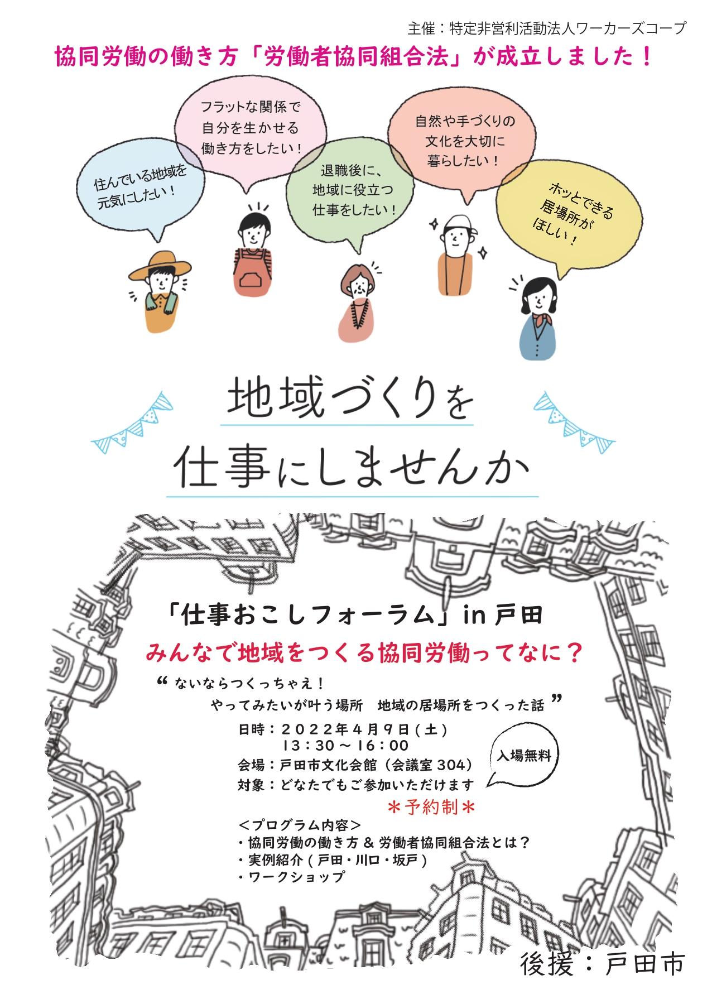 主催：特定非営利活動法人ワーカーズコープ
協同労働の働き方「労働者協同組合法」が成立しました！
住んでいる地域を
元気にしたい！
フラットな関係で
自分を生かせる
働き方をしたい！
退職後に、
地域に役立つ
仕事をしたい！
自然や手づくりの
文化を大切に
暮らしたい！
ホッとできる
居場所が
ほしい！
地域づくりを
仕事にしませんか
「仕事おこしフォーラム」in 戸田
みんなで地域をつくる協同労働ってなに？
“ ないならつくっちゃえ！
やってみたいが叶う場所　地域の居場所をつくった話 ”
日時：２０２２年４月９日(土)
13：30～16：00
会場：戸田市文化会館（会議室 304）
対象：どなたでもご参加いただけます
入場無料
＊予約制＊
＜プログラム内容＞
・協同労働の働き方 & 労働者協同組合法とは？
・実例紹介 ( 戸田・川口・坂戸 )
・ワークショップ
後援：戸田市